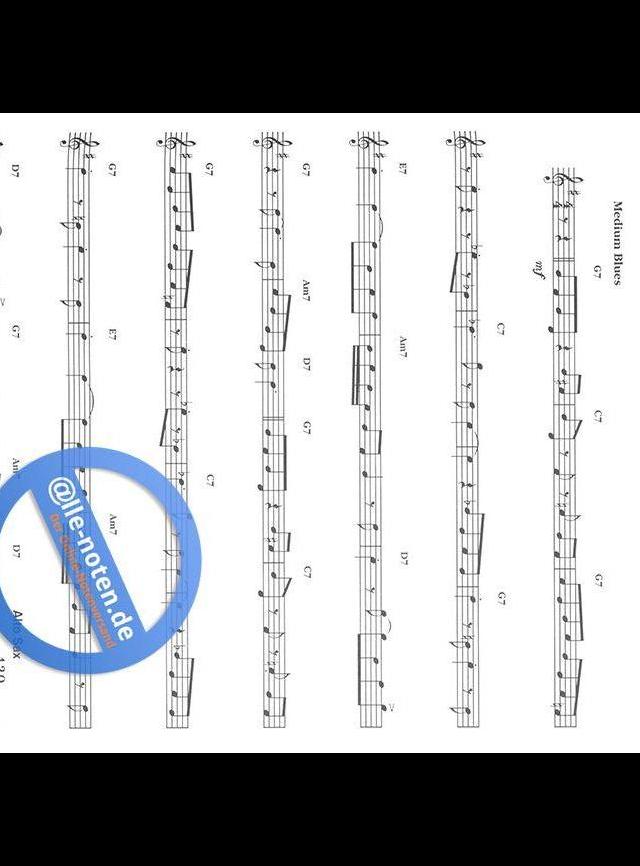 Medium Blues
G7 C7 G7
mf
C7 G7
E7 Am7 D7
G7 Am7 D7 G7 C7
G7 C7
G7 E7 Am7
D7 G7 Am7 D7
Alto Sax
@lle-noten.de
Der Online-Notenversand